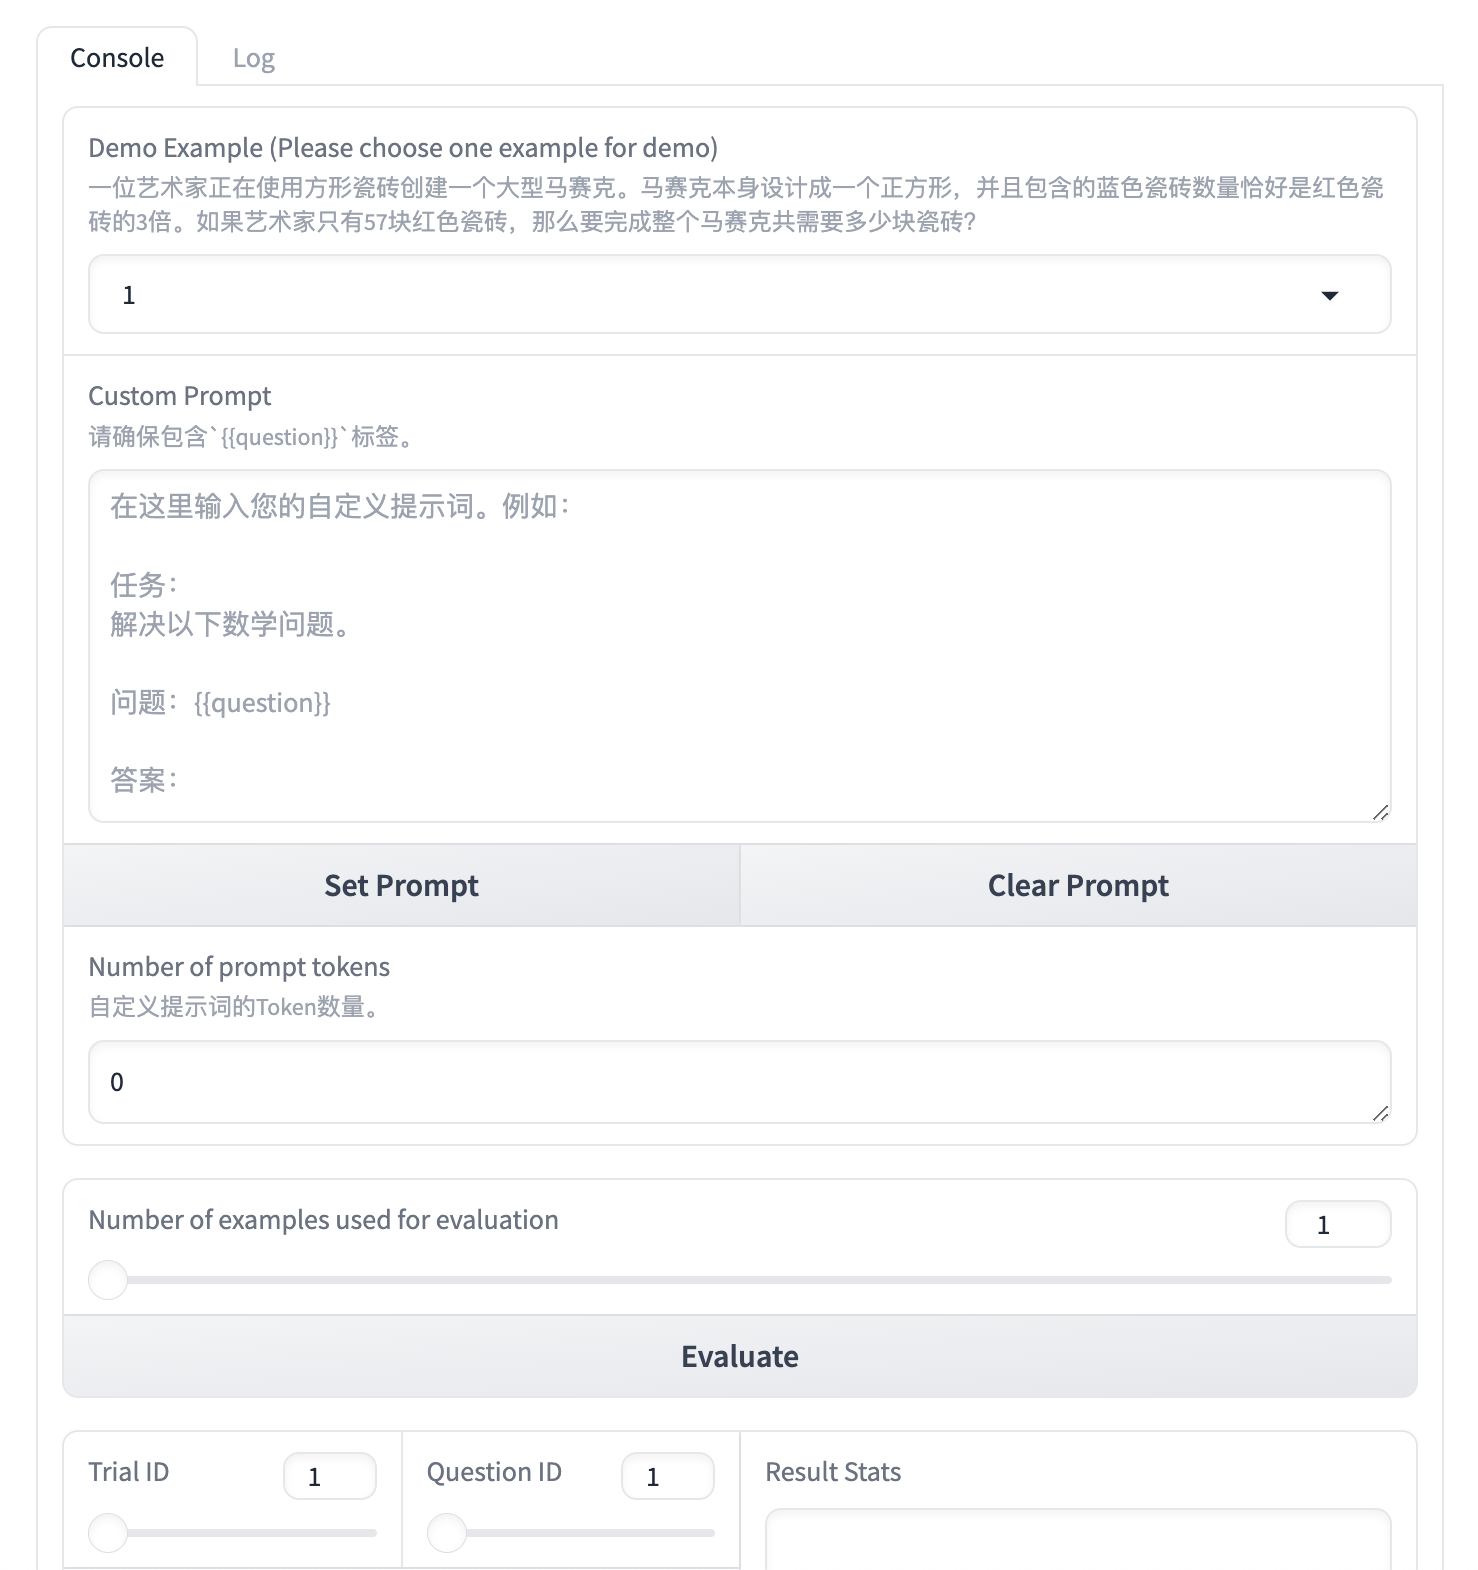 Console
Log
Demo Example (Please choose one example for demo)
一位艺术家正在使用方形瓷砖创建一个大型马赛克。马赛克本身设计成一个正方形，并且包含的蓝色瓷砖数量恰好是红色瓷
砖的3倍。如果艺术家只有57块红色瓷砖，那么要完成整个马赛克共需要多少块瓷砖？
1
Custom Prompt
请确保包含`{{question}}`标签。
在这里输入您的自定义提示词。例如：
任务：
解决以下数学问题。
问题：{{question}}
答案：
Set Prompt
Clear Prompt
Number of prompt tokens
自定义提示词的Token数量。
0
Number of examples used for evaluation
1
Evaluate
Trial ID
1
Question ID
1
Result Stats